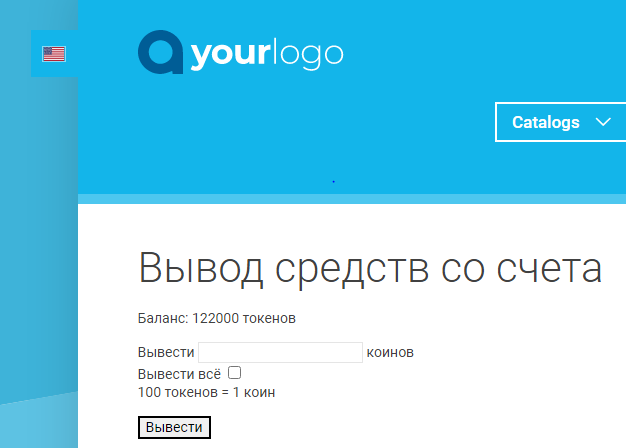 yourlogo
Catalogs
Вывод средств со счета
Баланс: 122000 токенов
Вывести коинов
Вывести всё
100 токенов = 1 коин
Вывести